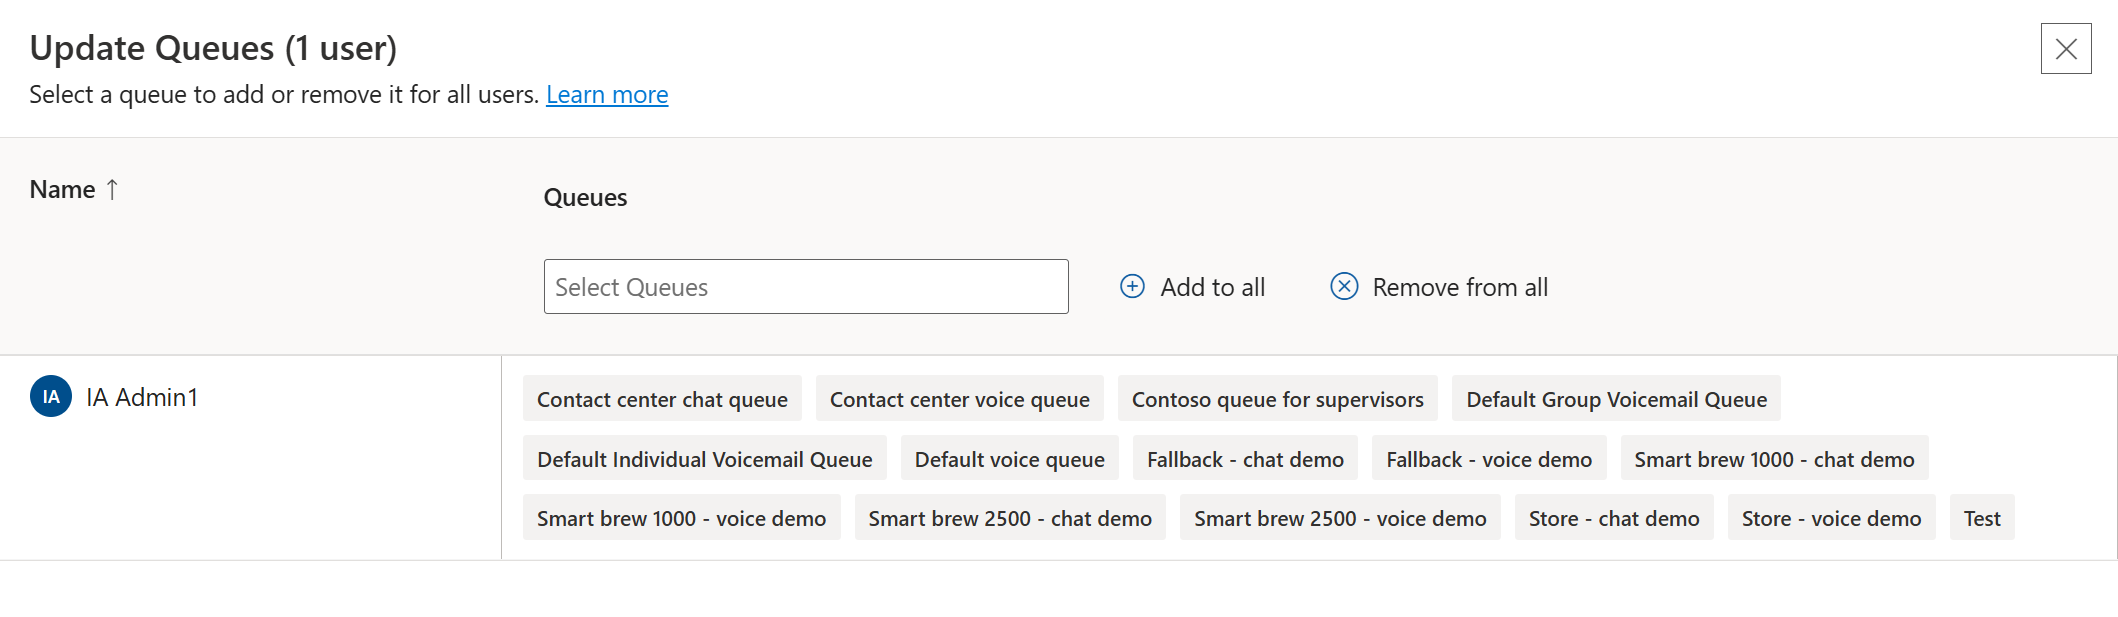 Update Queues (1 user)
Select a queue to add or remove it for all users. Learn more
Name ↑
Queues
Select Queues
Add to all
Remove from all
IA
IA Admin1
Contact center chat queue
Contact center voice queue
Contoso queue for supervisors
Default Group Voicemail Queue
Default Individual Voicemail Queue
Default voice queue
Fallback - chat demo
Fallback - voice demo
Smart brew 1000 - chat demo
Smart brew 1000 - voice demo
Smart brew 2500 - chat demo
Smart brew 2500 - voice demo
Store - chat demo
Store - voice demo
Test